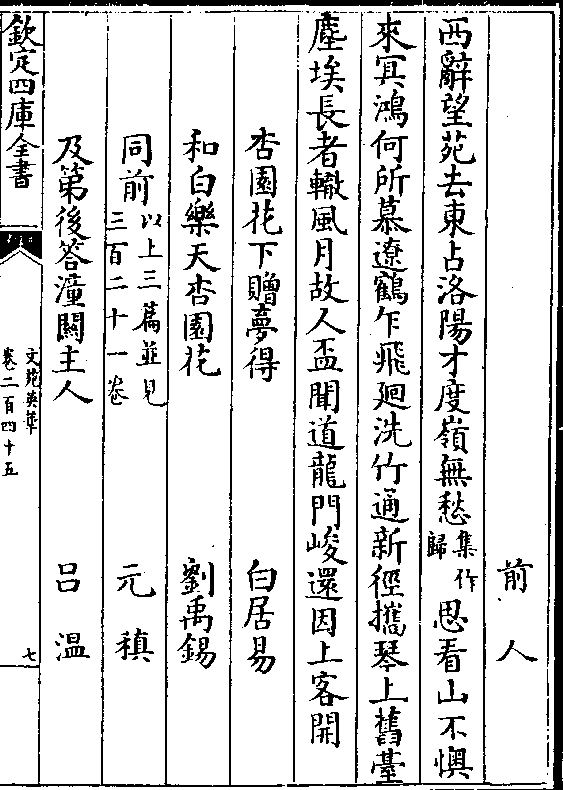 前人
西辭望苑去東占洛陽才度嶺無愁集作歸思看山不懊
來冥鴻何所慕遼鶴乍飛廻洗竹通新徑攜琴上舊臺
塵埃長者轍風月故人盃聞道龍門峻還因上客開
杏園花下贈夢得 白居易
和白樂天杏園花 劉禹錫
同前以上三篇並見三百二十一卷 元稹
及第後答潼關主人 呂溫
欽定四庫全書
文苑英華
卷二百四十五
七